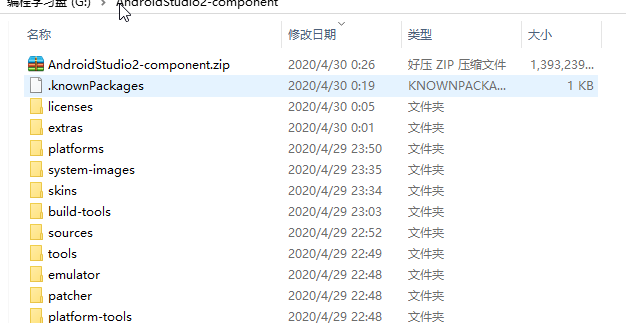 编程学习盘 (G:) > AndroidStudio2-component
名称 修改日期 类型 大小
AndroidStudio2-component.zip 2020/4/30 0:26 好压 ZIP 压缩文件 1,393,239...
.knownPackages 2020/4/30 0:19 KNOWNPACKA... 1 KB
licenses 2020/4/30 0:05 文件夹
extras 2020/4/30 0:01 文件夹
platforms 2020/4/29 23:50 文件夹
system-images 2020/4/29 23:35 文件夹
skins 2020/4/29 23:34 文件夹
build-tools 2020/4/29 23:03 文件夹
sources 2020/4/29 22:52 文件夹
tools 2020/4/29 22:49 文件夹
emulator 2020/4/29 22:48 文件夹
patcher 2020/4/29 22:48 文件夹
platform-tools 2020/4/29 22:48 文件夹